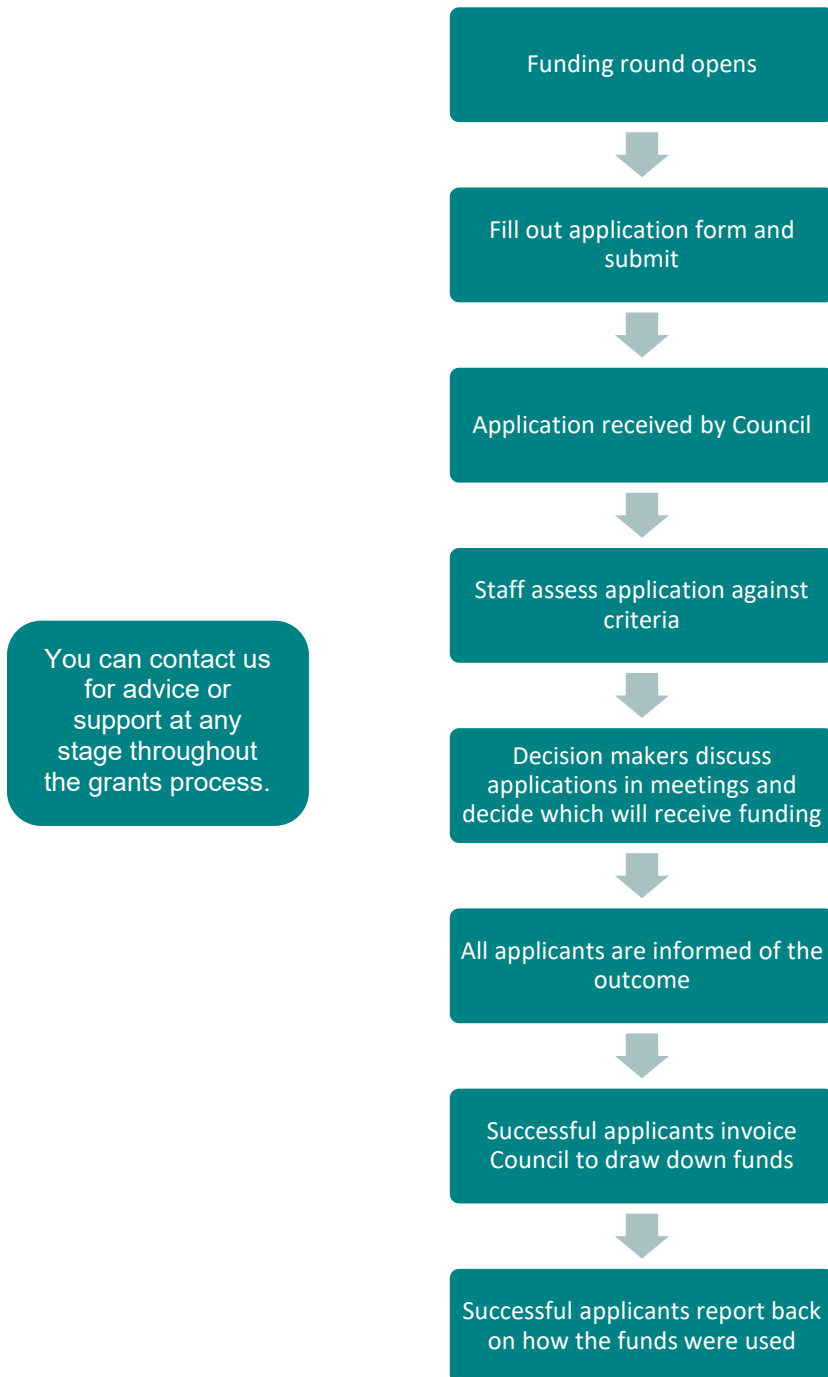 Funding round opens
Fill out application form and
submit
Application received by Council
Staff assess application against
criteria
You can contact us
for advice or
support at any
stage throughout
the grants process.
Decision makers discuss
applications in meetings and
decide which will receive funding
All applicants are informed of the
outcome
Successful applicants invoice
Council to draw down funds
Successful applicants report back
on how the funds were used